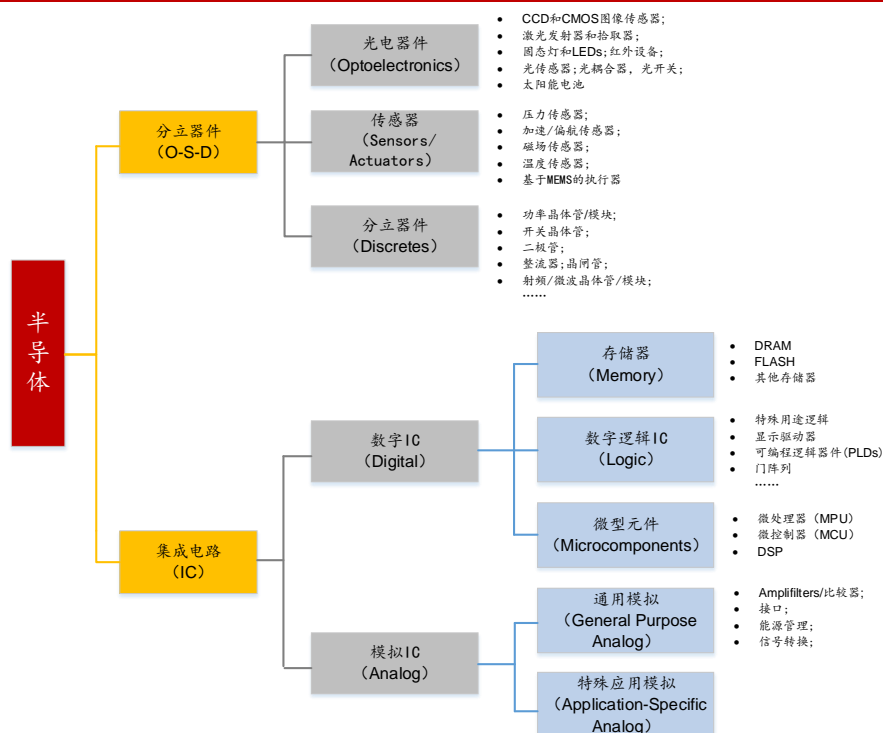 光电器件
（Optoelectronics）
• CCD和CMOS图像传感器;
• 激光发射器和拾取器;
• 固态灯和LEDs;红外设备;
• 光传感器;光耦合器，光开关;
• 太阳能电池
分立器件
（O-S-D）
传感器
（Sensors/
Actuators）
• 压力传感器;
• 加速/偏航传感器;
• 磁场传感器;
• 温度传感器;
• 基于MEMS的执行器
分立器件
（Discretes）
• 功率晶体管/模块;
• 开关晶体管;
• 二极管;
• 整流器;晶闸管;
• 射频/微波晶体管/模块;
• ……
半
导
体
存储器
（Memory）
• DRAM
• FLASH
• 其他存储器
数字IC
（Digital）
数字逻辑IC
（Logic）
• 特殊用途逻辑
• 显示驱动器
• 可编程逻辑器件(PLDs)
• 门阵列
• ……
微型元件
（Microcomponents）
• 微处理器（MPU）
• 微控制器（MCU）
• DSP
集成电路
（IC）
通用模拟
（General Purpose
Analog）
• Amplifilters/比较器;
• 接口;
• 能源管理;
• 信号转换;
模拟IC
（Analog）
特殊应用模拟
（Application-Specific
Analog）